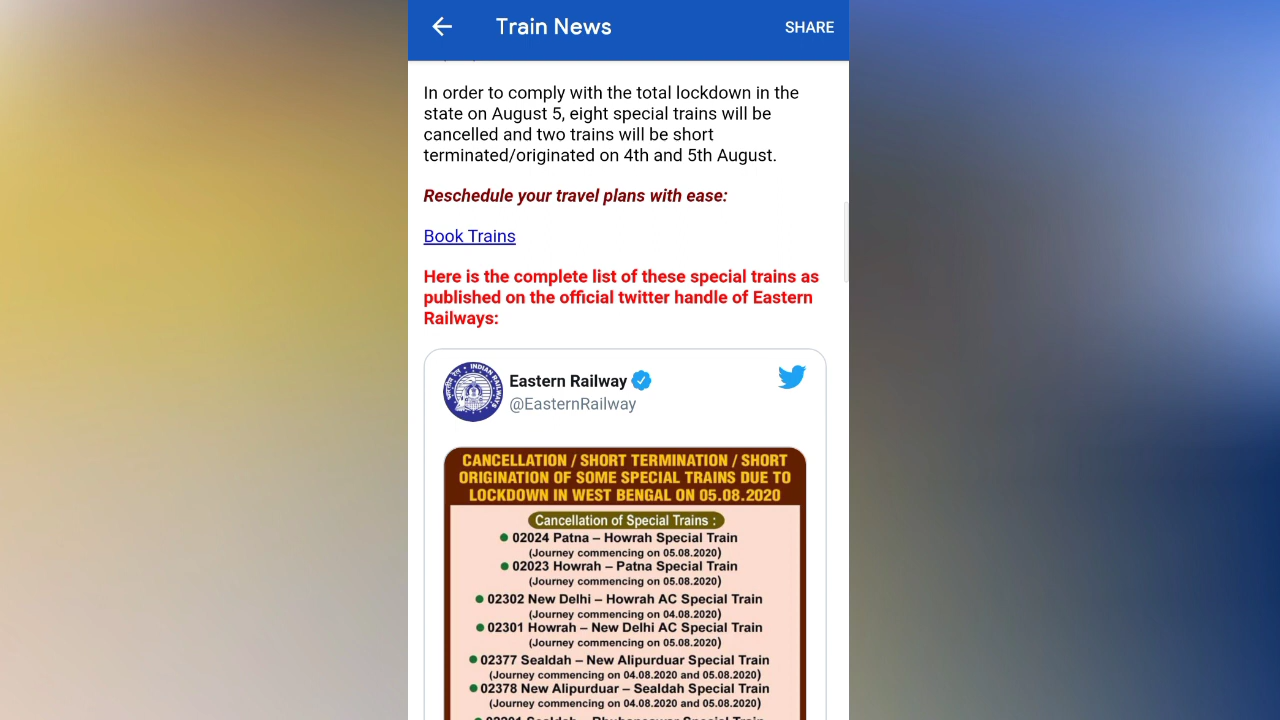 Train News
SHARE
In order to comply with the total lockdown in the
state on August 5, eight special trains will be
cancelled and two trains will be short
terminated/originated on 4th and 5th August.
Reschedule your travel plans with ease:
Book Trains
Here is the complete list of these special trains as
published on the official twitter handle of Eastern
Railways:
Eastern Railway
@EasternRailway
CANCELLATION / SHORT TERMINATION / SHORT
ORIGINATION OF SOME SPECIAL TRAINS DUE TO
LOCKDOWN IN WEST BENGAL ON 05.08.2020
Cancellation of Special Trains :
02024 Patna – Howrah Special Train
(Journey commencing on 05.08.2020)
02023 Howrah – Patna Special Train
(Journey commencing on 05.08.2020)
02302 New Delhi – Howrah AC Special Train
(Journey commencing on 04.08.2020)
02301 Howrah – New Delhi AC Special Train
(Journey commencing on 05.08.2020)
02377 Sealdah – New Alipurduar Special Train
(Journey commencing on 04.08.2020 and 05.08.2020)
02378 New Alipurduar – Sealdah Special Train
(Journey commencing on 04.08.2020 and 05.08.2020)